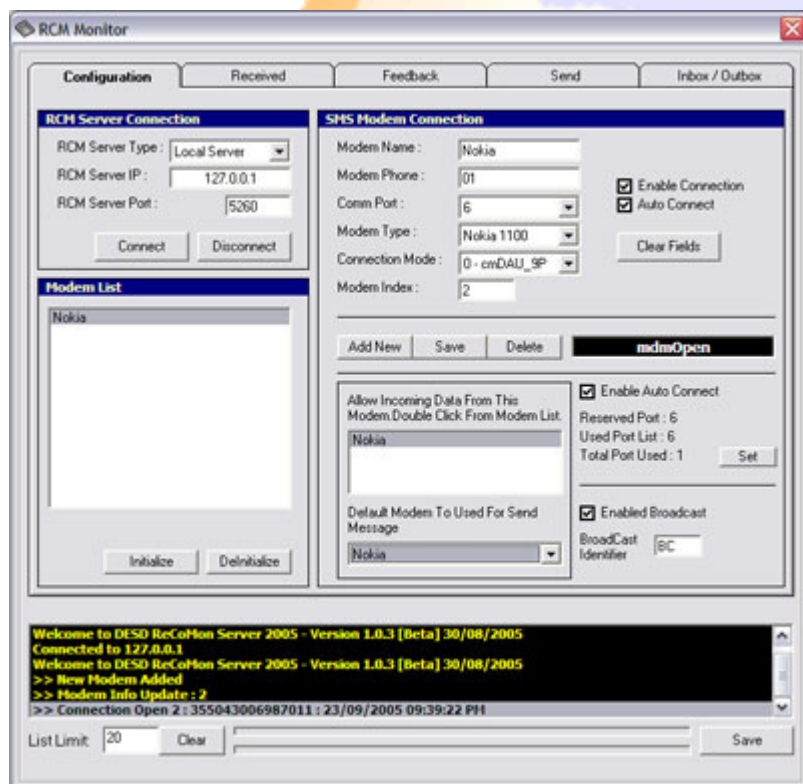 RCM Monitor
Configuration
Received
Feedback
Send
Inbox / Outbox
RCM Server Connection
RCM Server Type : Local Server
RCM Server IP : 127.0.0.1
RCM Server Port : 5260
Connect
Disconnect
Modem List
Nokia
Initialize
DeInitialize
SMS Modem Connection
Modem Name : Nokia
Modem Phone : 01
Comm Port : 6
Modem Type : Nokia 1100
Connection Mode : 0 - cmDAU_9P
Modem Index : 2
Enable Connection
Auto Connect
Clear Fields
Add New
Save
Delete
mdmOpen
Allow Incoming Data From This
Modem.Double Click From Modem List.
Nokia
Default Modem To Used For Send
Message
Nokia
Enable Auto Connect
Reserved Port : 6
Used Port List : 6
Total Port Used : 1
Set
Enabled Broadcast
BroadCast
Identifier
BC
Welcome to DESD ReCoMon Server 2005 - Version 1.0.3 [Beta] 30/08/2005
Connected to 127.0.0.1
Welcome to DESD ReCoMon Server 2005 - Version 1.0.3 [Beta] 30/08/2005
>> New Modem Added
>> Modem Info Update : 2
>> Connection Open 2 : 355043006987011 : 23/09/2005 09:39:22 PM
List Limit: 20
Clear
Save